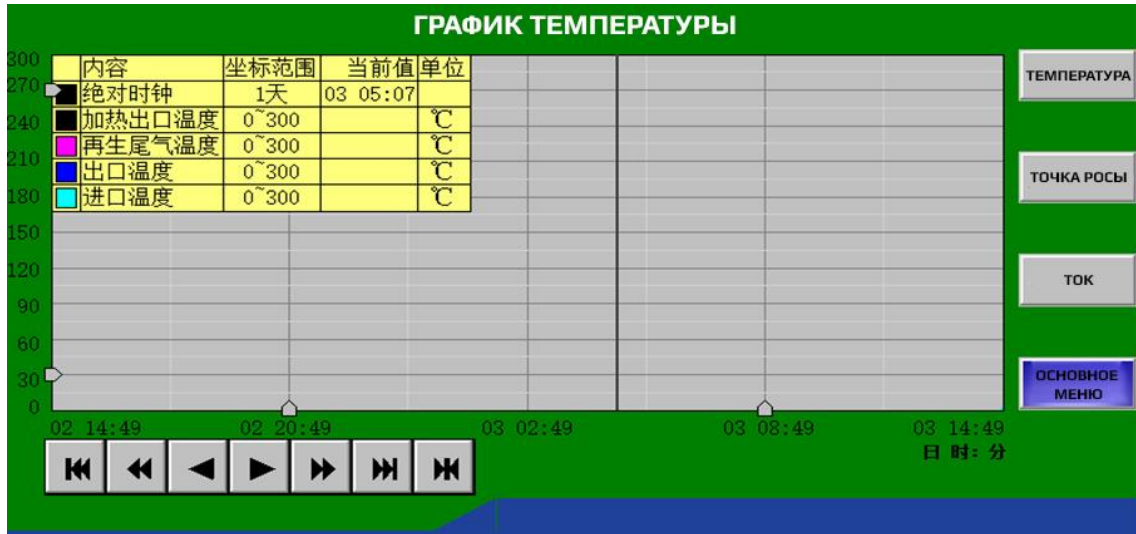 ГРАФИК ТЕМПЕРАТУРЫ
300
270
240
210
180
150
120
90
60
30
0
内容 坐标范围 当前值 单位
绝对时钟 1天 03 05:07
加热出口温度 0~300 ℃
再生尾气温度 0~300 ℃
出口温度 0~300 ℃
进口温度 0~300 ℃
02 14:49 02 20:49 03 02:49 03 08:49 03 14:49
日 时: 分
ТЕМПЕРАТУРА
ТОЧКА РОСЫ
ТОК
ОСНОВНОЕ
МЕНЮ